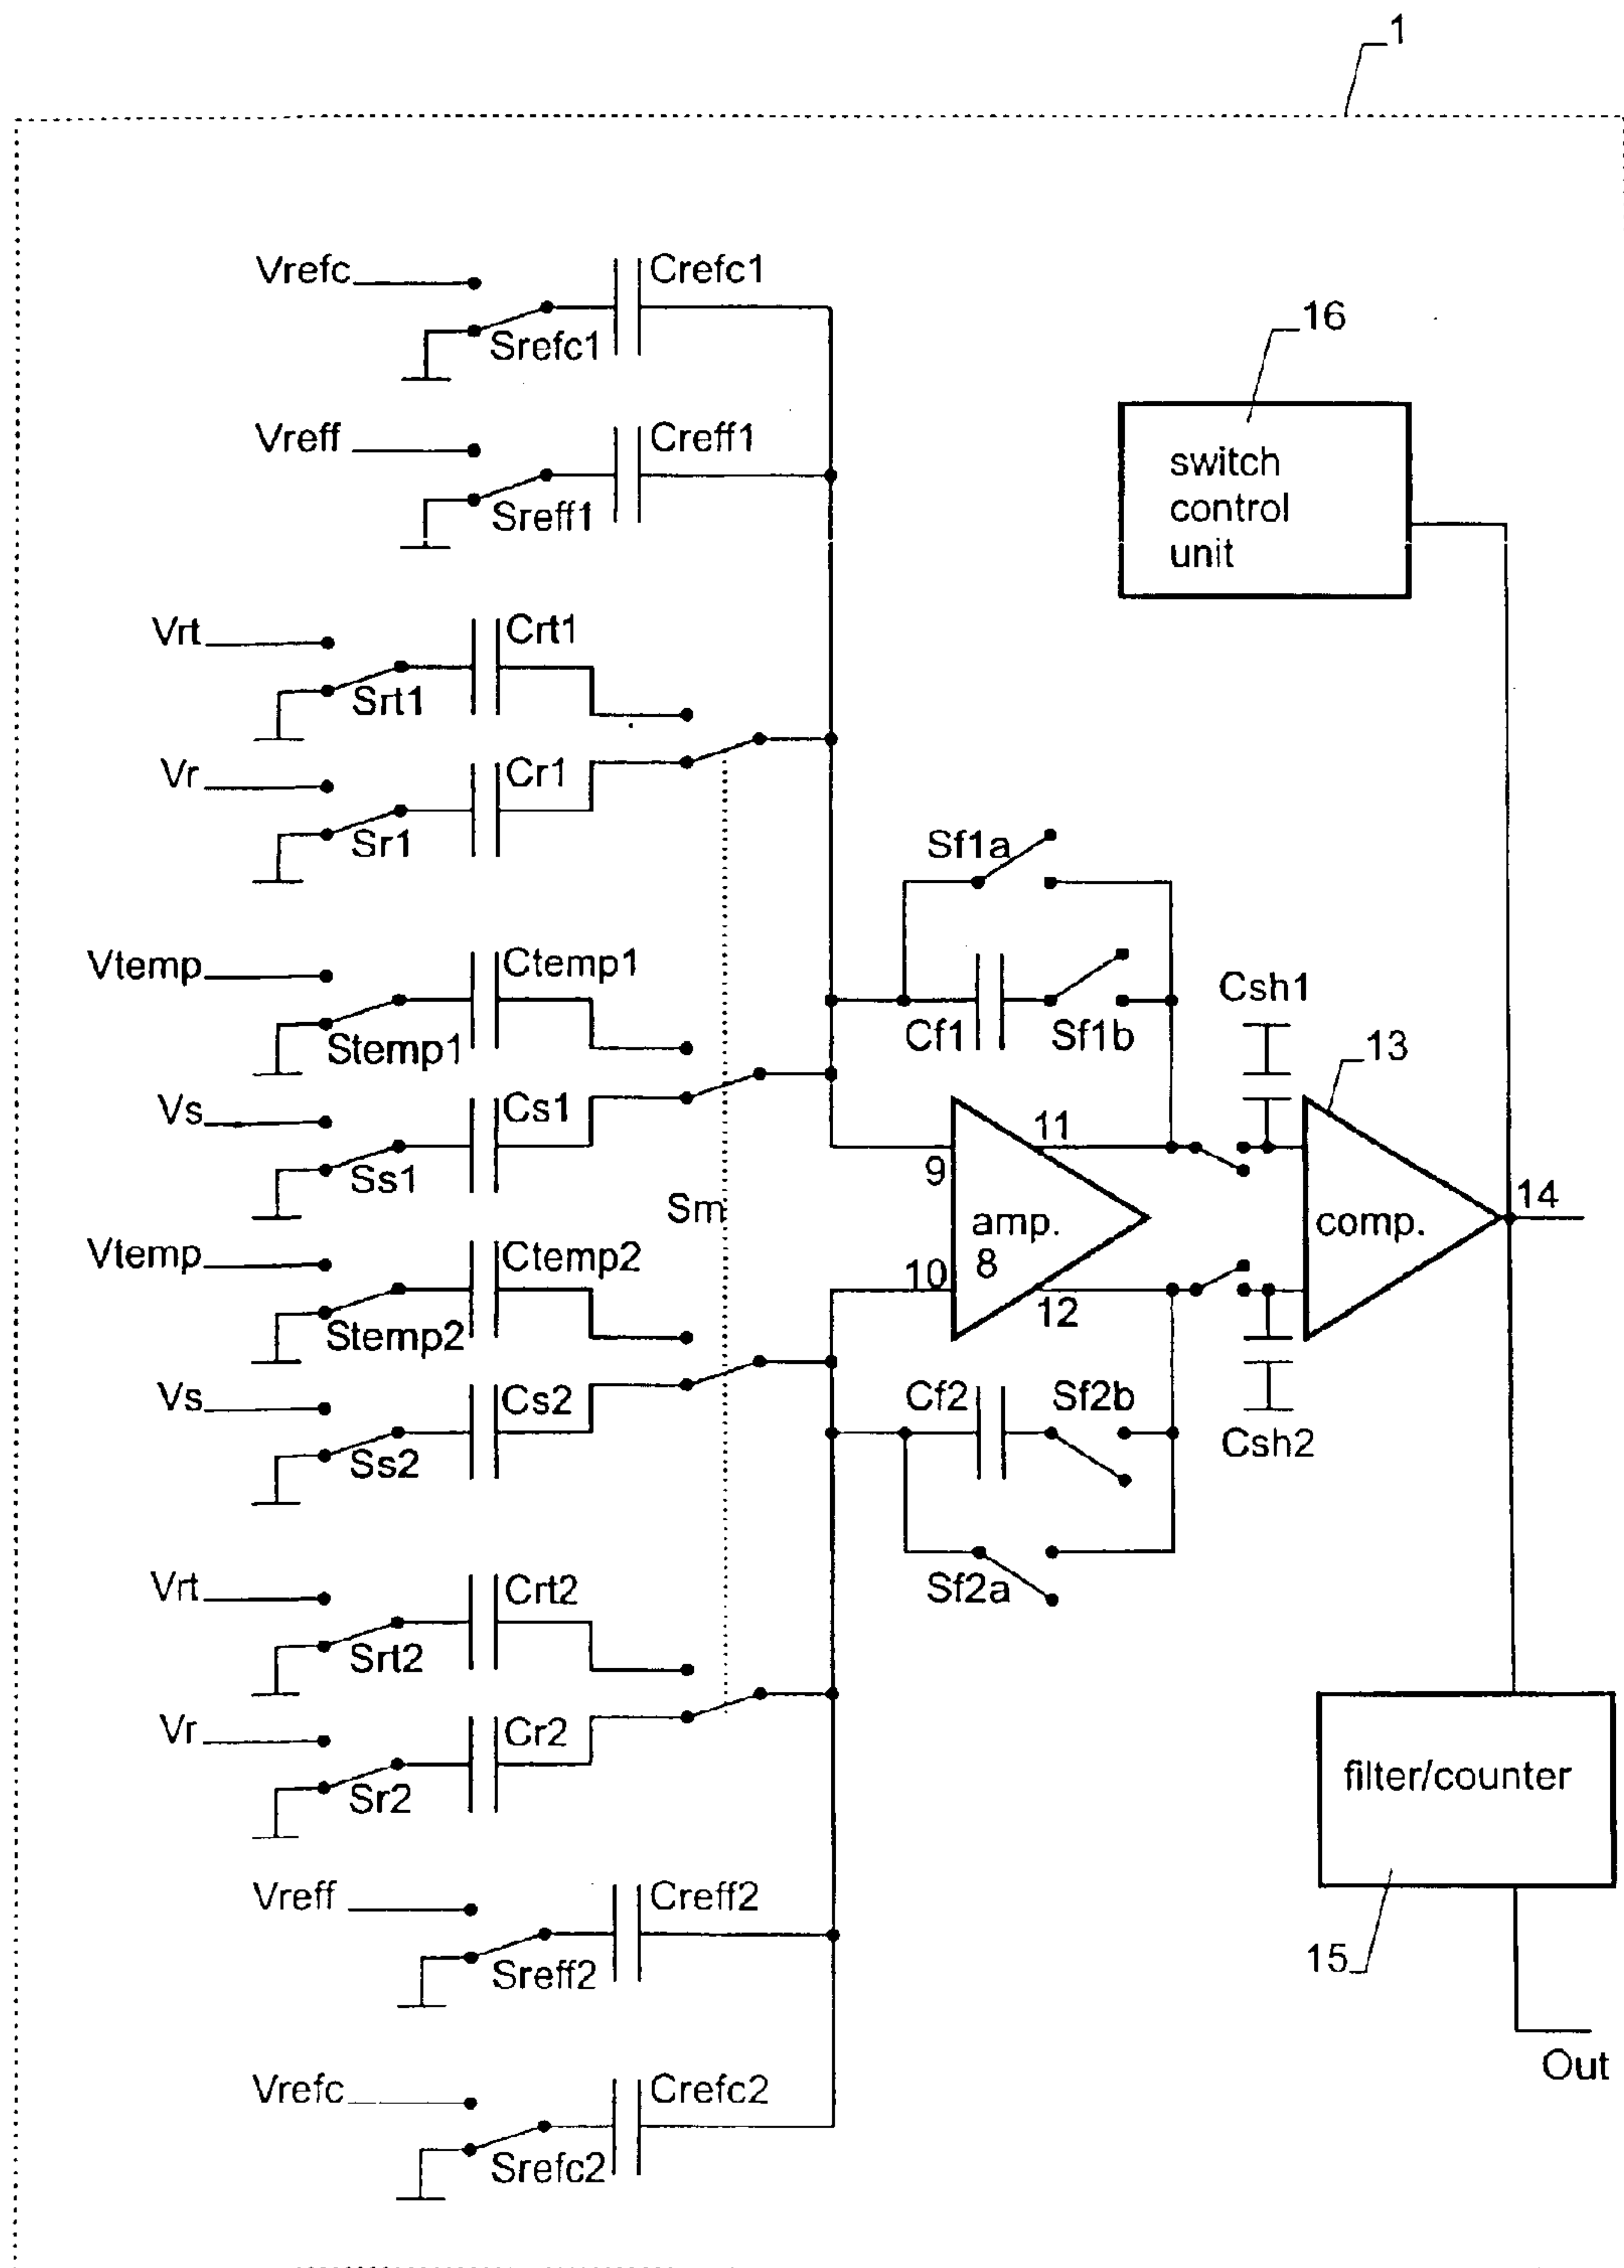 1
Vrefc
Crefc1
Srefc1
16
Vreff
Creff1
Sreff1
switch
control
unit
Vrt
Crt1
Srt1
Vr
Cr1
Sr1
Sf1a
Vtemp
Ctemp1
Stemp1
Cf1
Sf1b
Csh1
13
Vs
Cs1
Ss1
9
11
Sm
amp.
8
comp.
14
Vtemp
Ctemp2
Stemp2
10
12
Vs
Cs2
Ss2
Cf2
Sf2b
Csh2
Sf2a
Vrt
Crt2
Srt2
Vr
Cr2
Sr2
filter/counter
Vreff
Creff2
Sreff2
15
Out
Vrefc
Crefc2
Srefc2